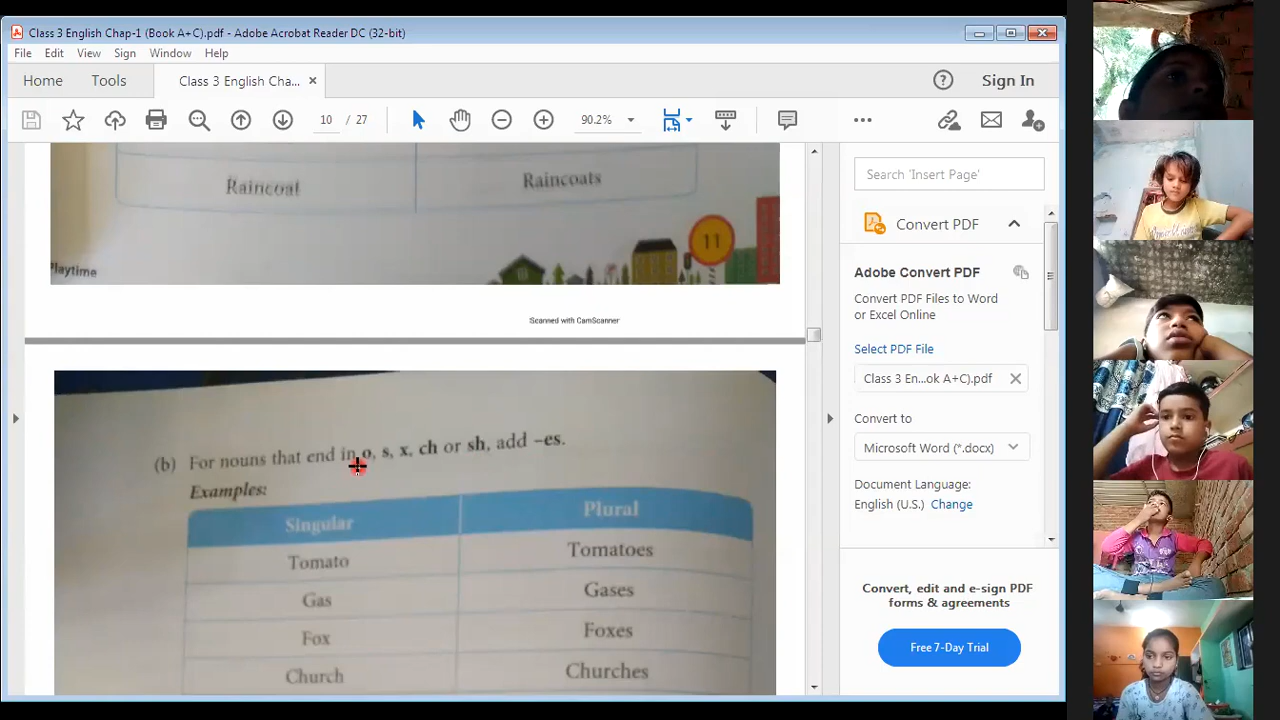 Class 3 English Chap-1 (Book A+C).pdf - Adobe Acrobat Reader DC (32-bit)
File Edit View Sign Window Help
Home Tools Class 3 English Cha... × Sign In
10 / 27 90.2%
Raincoat Raincoats
11
Playtime
Scanned with CamScanner
(b) For nouns that end in o, s, x, ch or sh, add –es.
Examples:
Singular Plural
Tomato Tomatoes
Gas Gases
Fox Foxes
Church Churches
Search 'Insert Page'
Convert PDF
Adobe Convert PDF
Convert PDF Files to Word
or Excel Online
Select PDF File
Class 3 En...ok A+C).pdf
Convert to
Microsoft Word (*.docx)
Document Language:
English (U.S.) Change
Convert, edit and e-sign PDF
forms & agreements
Free 7-Day Trial